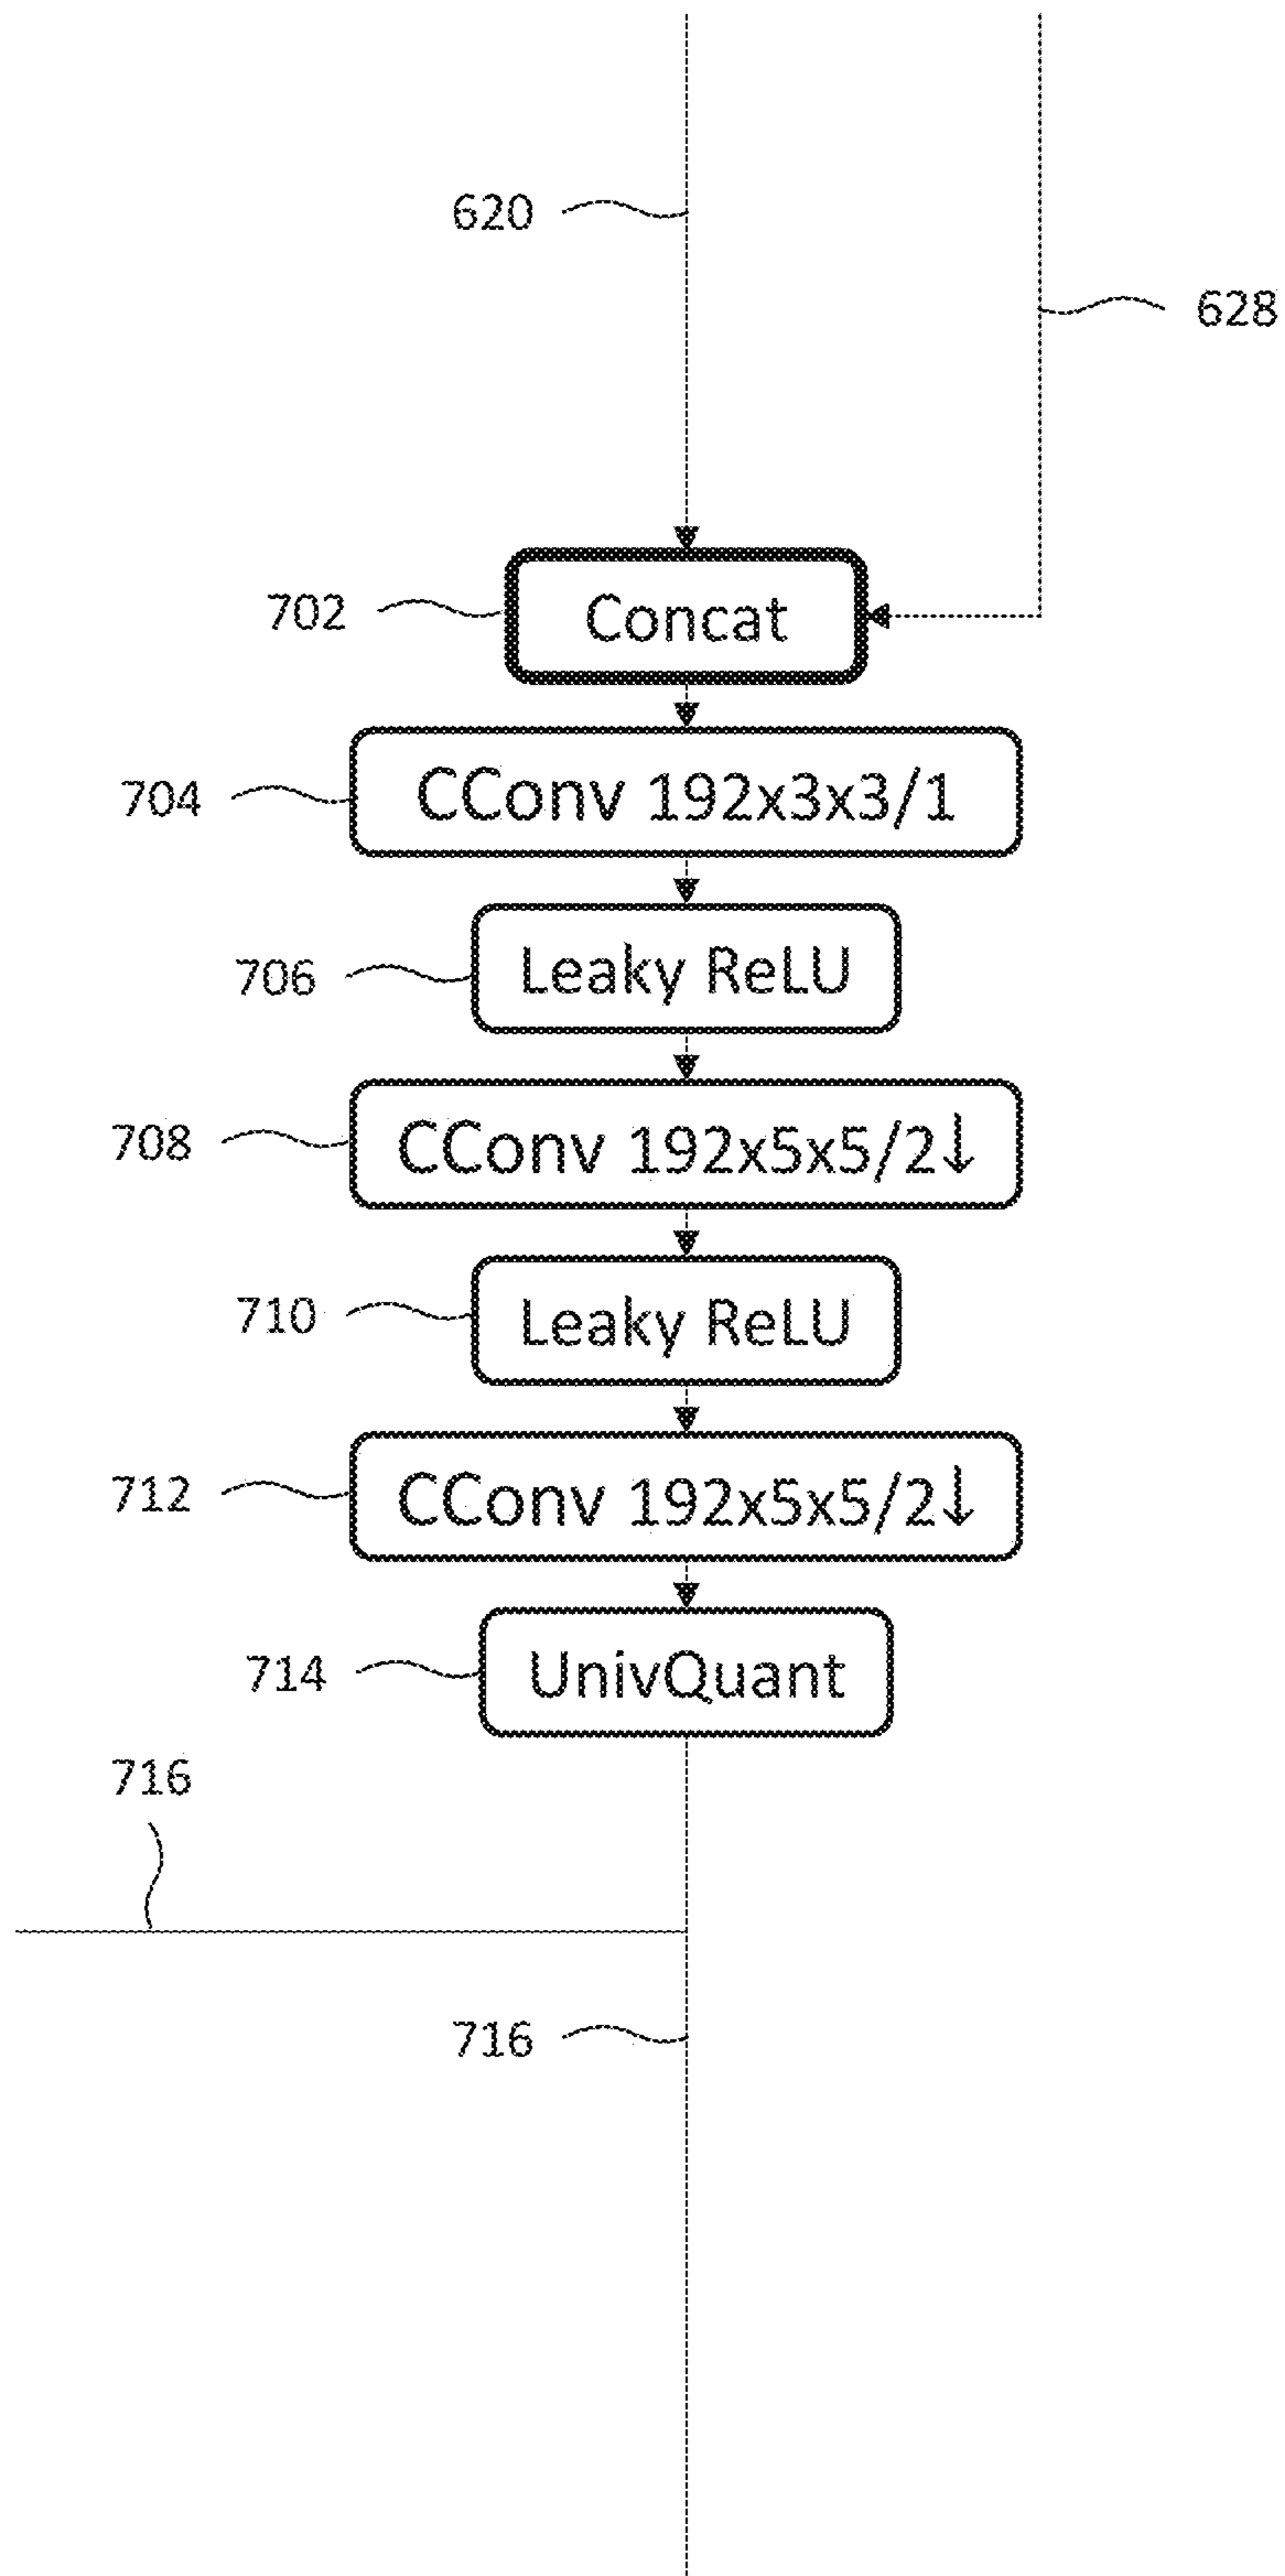 620
628
702
Concat
704
CConv 192x3x3/1
706
Leaky ReLU
708
CConv 192x5x5/2↓
710
Leaky ReLU
712
CConv 192x5x5/2↓
714
UnivQuant
716
716